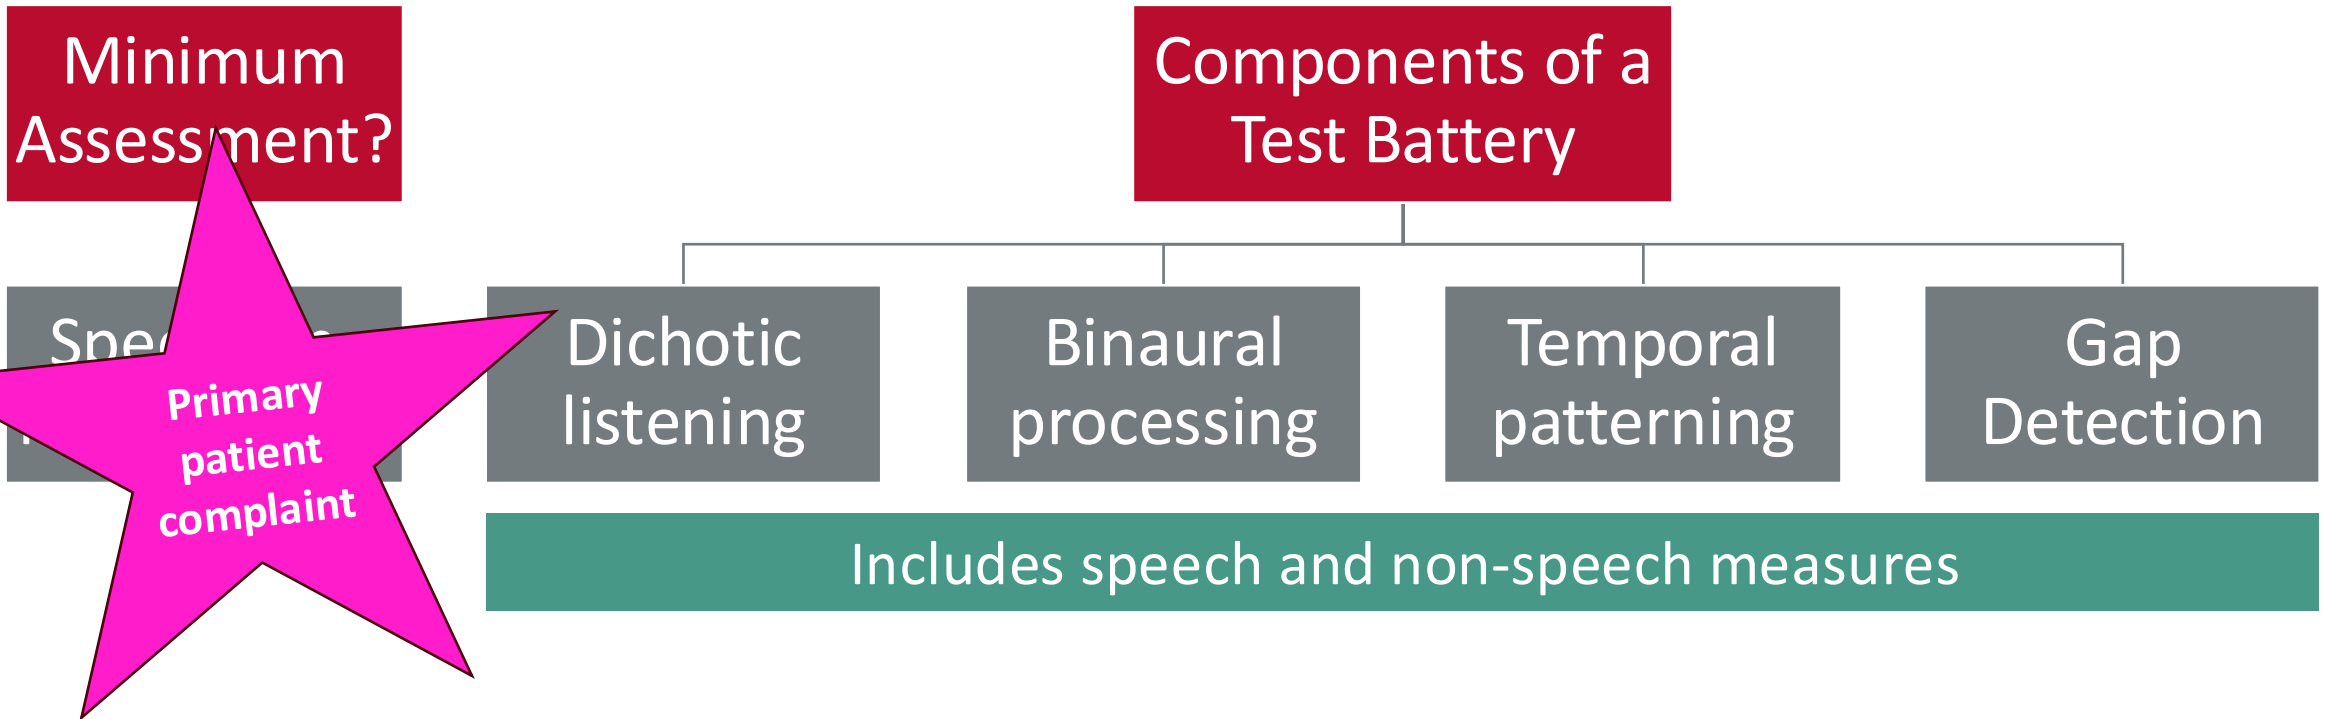 Minimum
Assessment?
Components of a
Test Battery
Primary
patient
complaint
Dichotic
listening
Binaural
processing
Temporal
patterning
Gap
Detection
Includes speech and non-speech measures